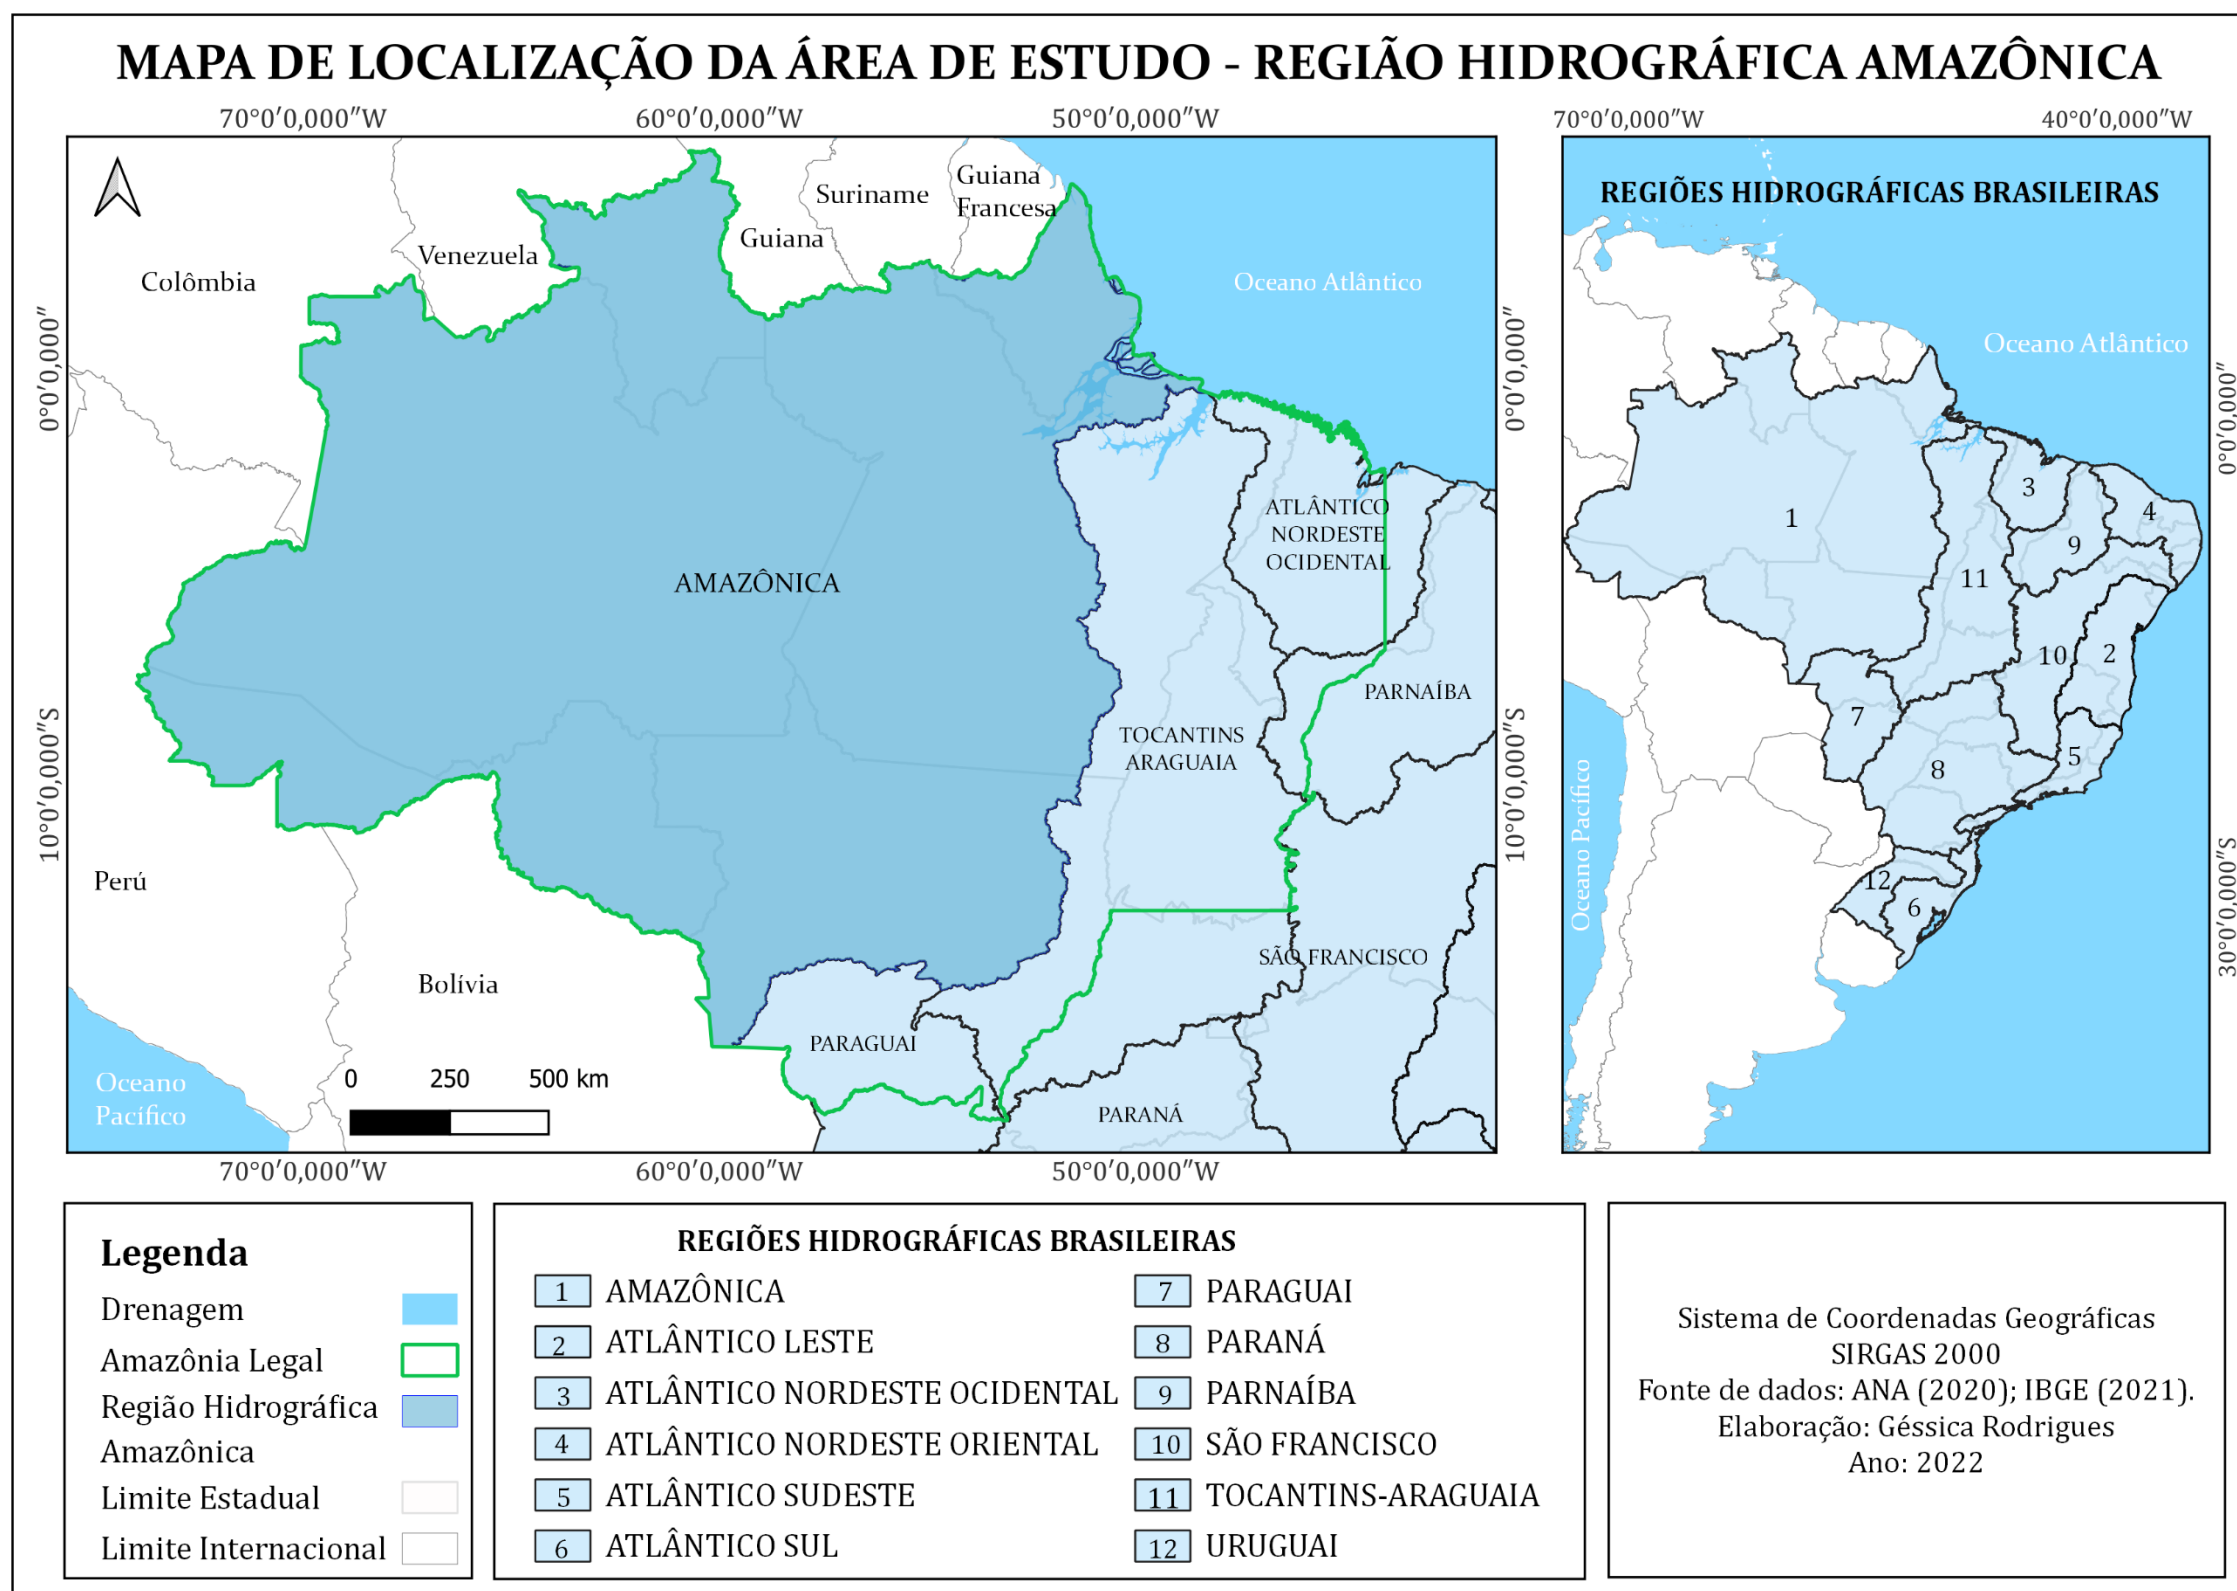 MAPA DE LOCALIZAÇÃO DA ÁREA DE ESTUDO - REGIÃO HIDROGRÁFICA AMAZÔNICA
70°0′0,000″W
60°0′0,000″W
50°0′0,000″W
70°0′0,000″W
40°0′0,000″W
Guiana
Francesa
Suriname
Guiana
Venezuela
Colômbia
Oceano Atlântico
0°0′0,000″
0°0′0,000″
ATLÂNTICO
NORDESTE
OCIDENTAL
AMAZÔNICA
PARNAÍBA
TOCANTINS
ARAGUAIA
10°0′0,000″S
10°0′0,000″S
Perú
Bolívia
SÃO FRANCISCO
PARAGUAI
PARANÁ
Oceano
Pacífico
0
250
500 km
70°0′0,000″W
60°0′0,000″W
50°0′0,000″W
REGIÕES HIDROGRÁFICAS BRASILEIRAS
Oceano Atlântico
0°0′0,000″
3
4
1
9
11
10
2
7
5
8
12
6
Oceano Pacífico
30°0′0,000″S
Legenda
Drenagem
Amazônia Legal
Região Hidrográfica
Amazônica
Limite Estadual
Limite Internacional
REGIÕES HIDROGRÁFICAS BRASILEIRAS
1 AMAZÔNICA
2 ATLÂNTICO LESTE
3 ATLÂNTICO NORDESTE OCIDENTAL
4 ATLÂNTICO NORDESTE ORIENTAL
5 ATLÂNTICO SUDESTE
6 ATLÂNTICO SUL
7 PARAGUAI
8 PARANÁ
9 PARNAÍBA
10 SÃO FRANCISCO
11 TOCANTINS-ARAGUAIA
12 URUGUAI
Sistema de Coordenadas Geográficas
SIRGAS 2000
Fonte de dados: ANA (2020); IBGE (2021).
Elaboração: Géssica Rodrigues
Ano: 2022